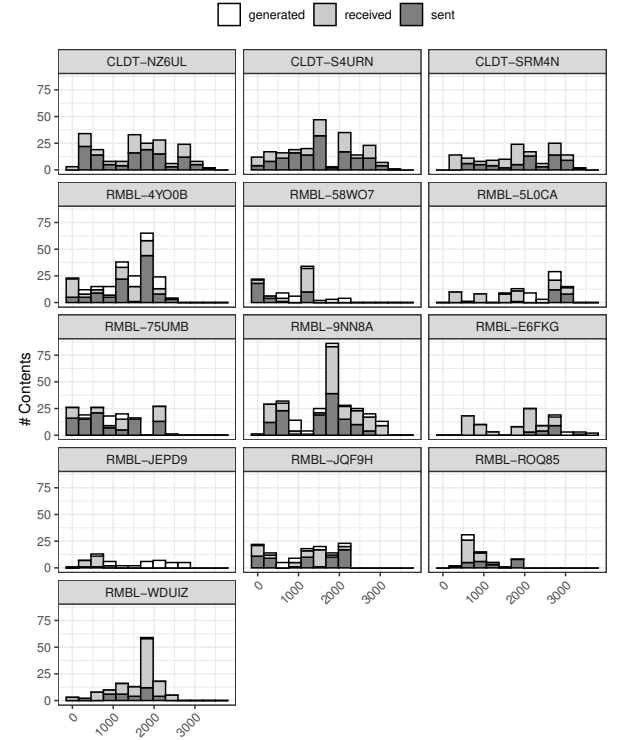 generated received sent
CLDT−NZ6UL CLDT−S4URN CLDT−SRM4N
75
50
25
0
RMBL−4YO0B RMBL−58WO7 RMBL−5L0CA
75
50
25
0
RMBL−75UMB RMBL−9NN8A RMBL−E6FKG
75
50
25
0
# Contents
RMBL−JEPD9 RMBL−JQF9H RMBL−ROQ85
75
50
25
0
0 1000 2000 3000 0 1000 2000 3000
RMBL−WDUIZ
75
50
25
0
0 1000 2000 3000